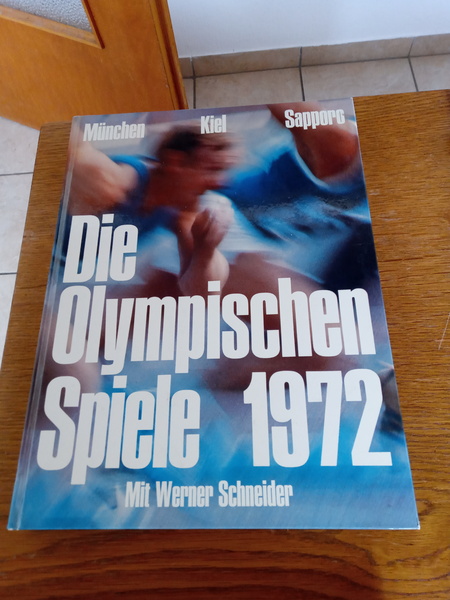 München Kiel Sapporo
Die
Olympischen
Spiele 1972
Mit Werner Schneider